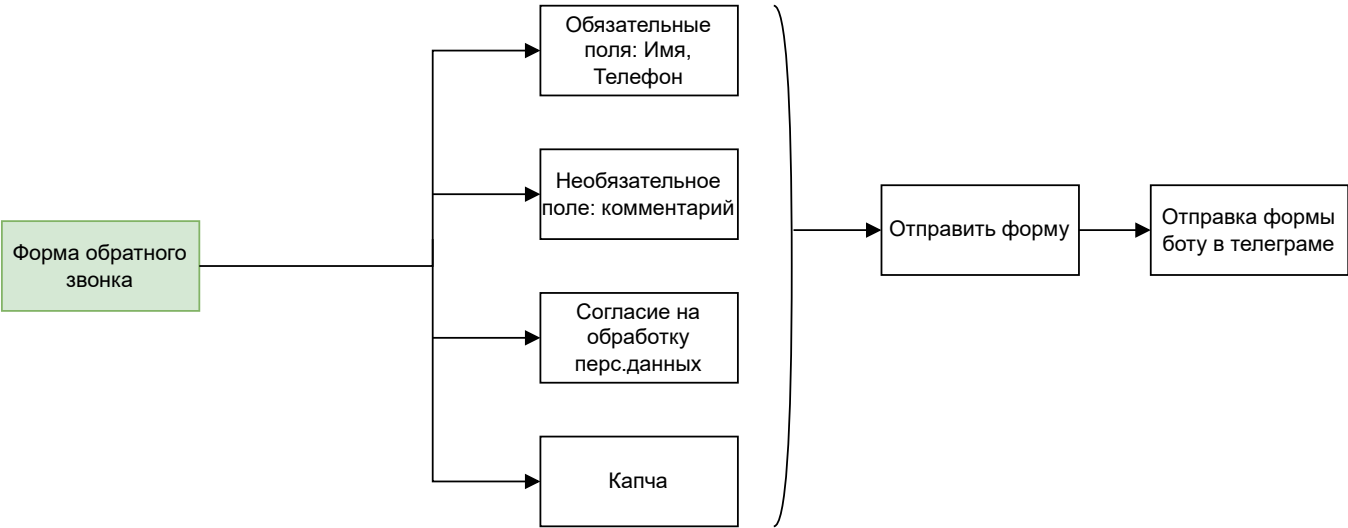 Форма обратного
звонка
Обязательные
поля: Имя,
Телефон
Необязательное
поле: комментарий
Согласие на
обработку
перс.данных
Капча
Отправить форму
Отправка формы
боту в телеграме